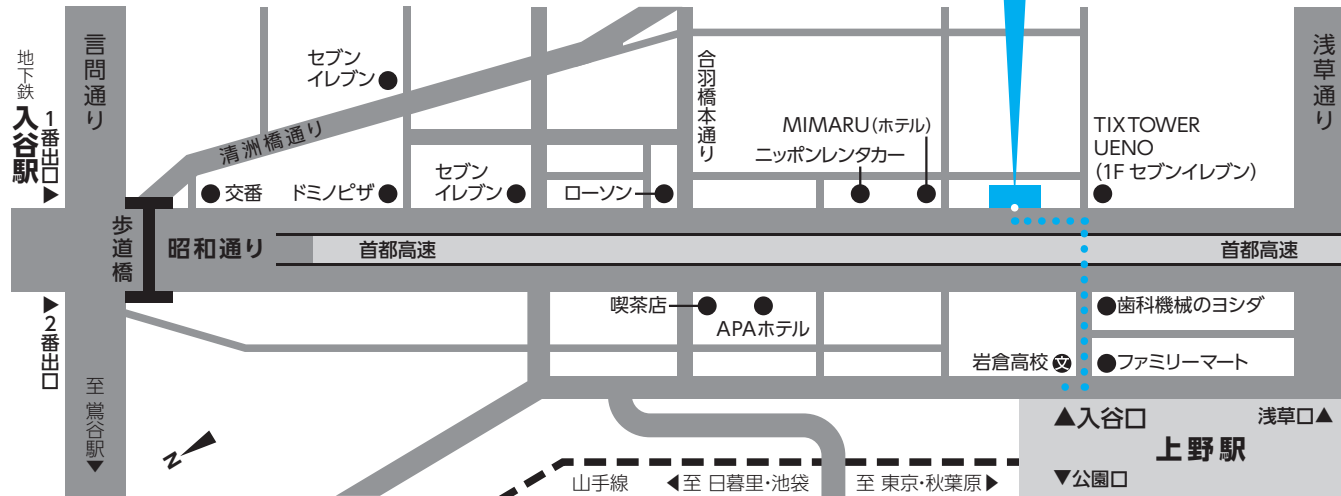 言問通り
地下鉄
入谷駅
1番出口▶
セブン
イレブン
清洲橋通り
交番
ドミノピザ
セブン
イレブン
ローソン
合羽橋本通り
MIMARU（ホテル）
ニッポンレンタカー
TIXTOWER
UENO
(1F セブンイレブン)
浅草通り
歩道橋
昭和通り
首都高速
首都高速
▶2番出口
至 鶯谷駅▼
喫茶店
APAホテル
歯科機械のヨシダ
岩倉高校 文
ファミリーマート
▲入谷口
浅草口▲
上野駅
▼公園口
N
山手線
◀至 日暮里・池袋
至 東京・秋葉原▶